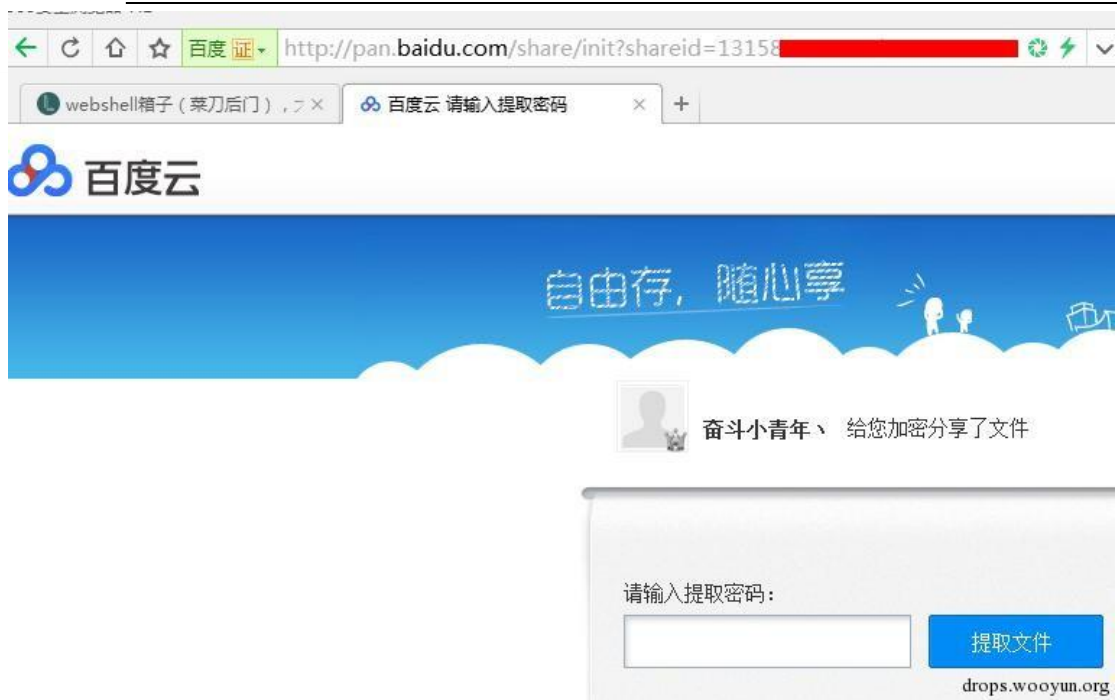 百度 证 http://pan.baidu.com/share/init?shareid=13158
webshell箱子(菜刀后门),
百度云 请输入提取密码
百度云
自由存,随心享
奋斗小青年丶 给您加密分享了文件
请输入提取密码:
提取文件
drops.wooyun.org